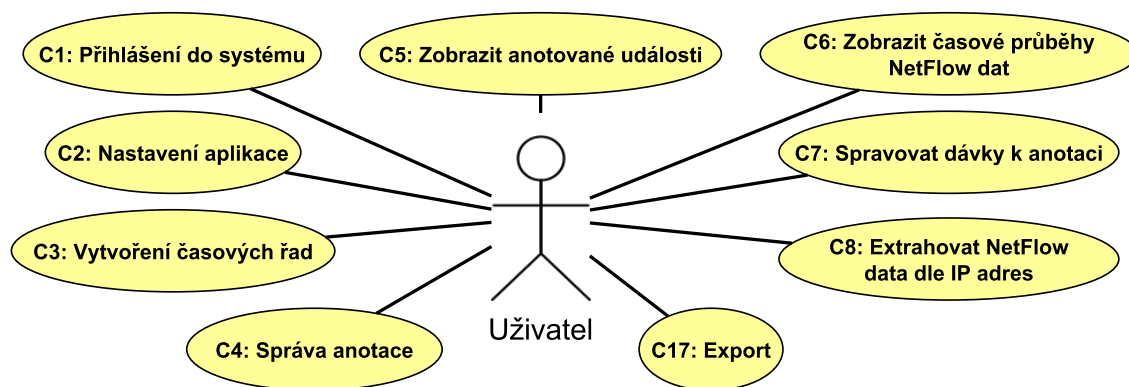 C1: Přihlášení do systému
C5: Zobrazit anotované události
C6: Zobrazit časové průběhy
NetFlow dat
C2: Nastavení aplikace
C7: Spravovat dávky k anotaci
C3: Vytvoření časových řad
C8: Extrahovat NetFlow
data dle IP adres
C4: Správa anotace
Uživatel
C17: Export